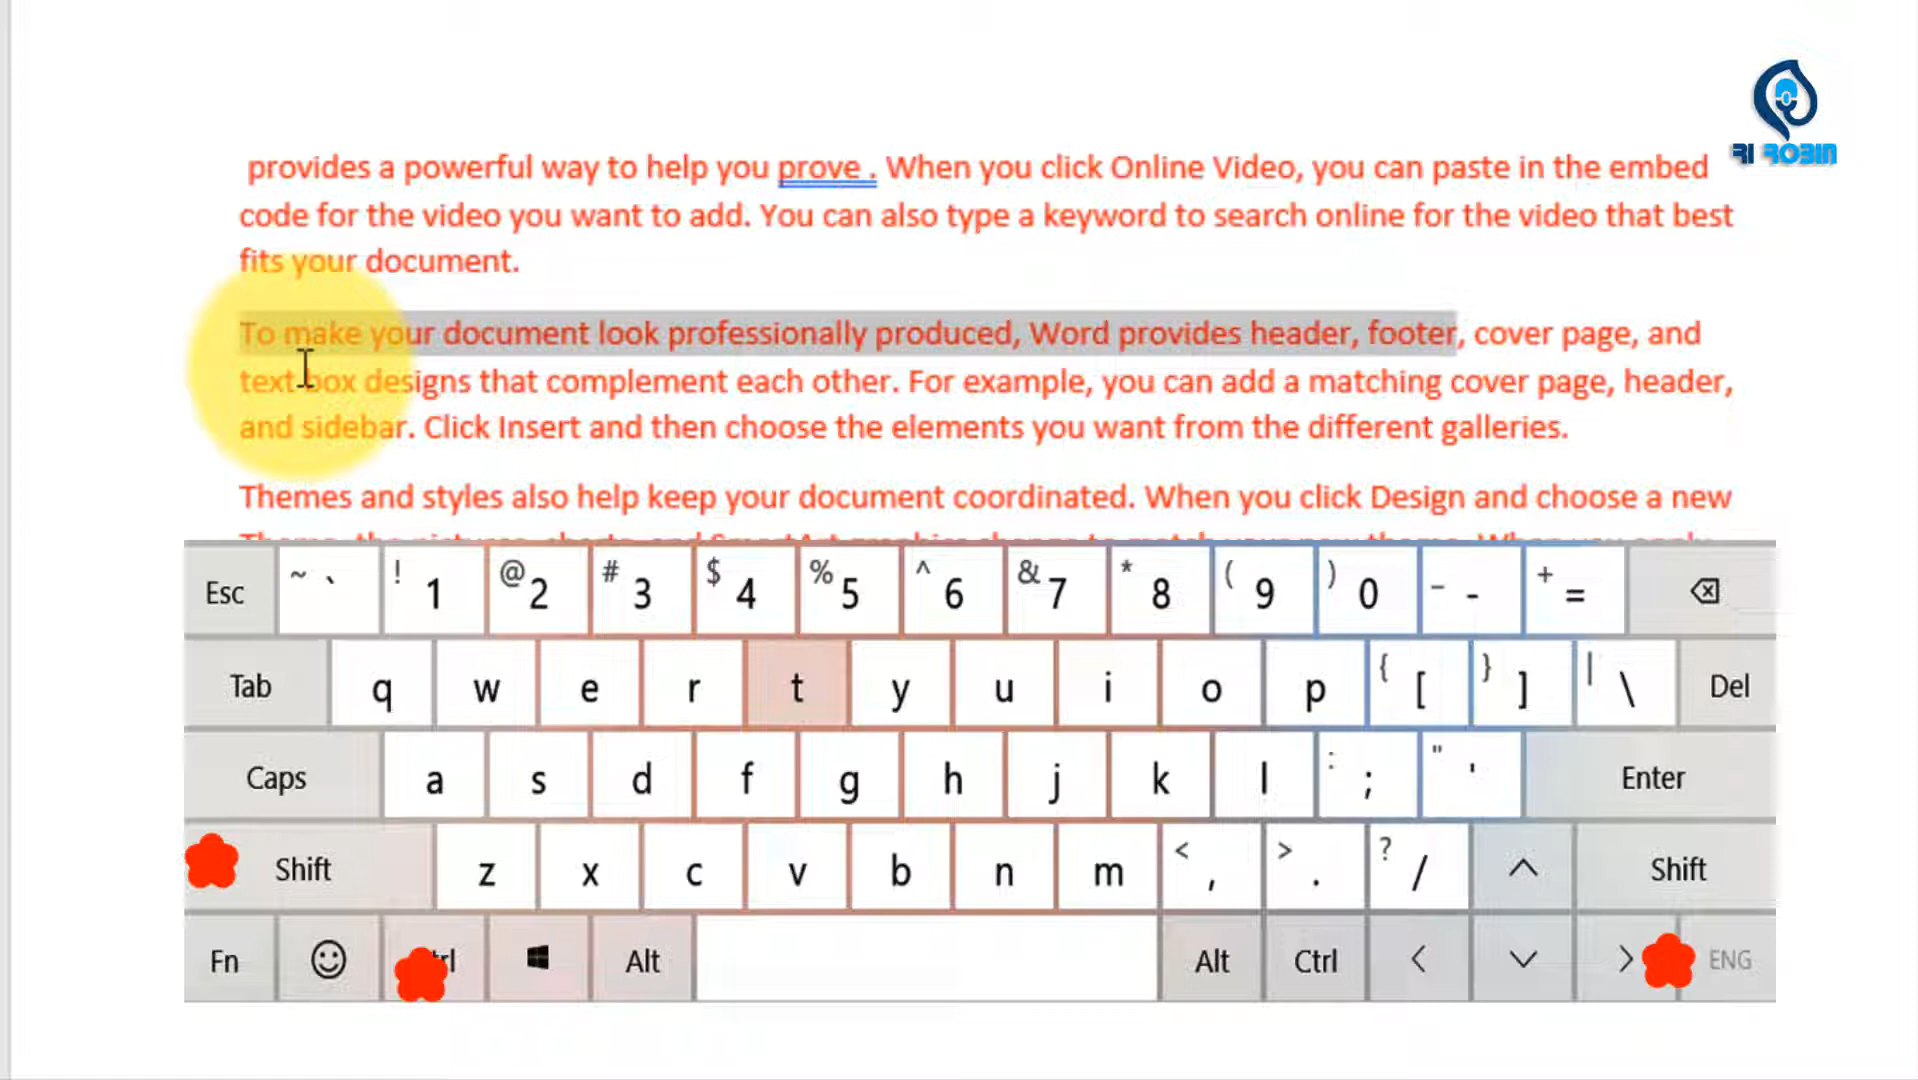 RI ROBIN
provides a powerful way to help you prove . When you click Online Video, you can paste in the embed
code for the video you want to add. You can also type a keyword to search online for the video that best
fits your document.
To make your document look professionally produced, Word provides header, footer, cover page, and
text box designs that complement each other. For example, you can add a matching cover page, header,
and sidebar. Click Insert and then choose the elements you want from the different galleries.
Themes and styles also help keep your document coordinated. When you click Design and choose a new
Esc ~ ` ! 1 @ 2 # 3 $ 4 % 5 ^ 6 & 7 * 8 ( 9 ) 0 _ - + =
Tab q w e r t y u i o p { [ } ] | \ Del
Caps a s d f g h j k l : ; " ' Enter
Shift z x c v b n m < , > . ? / Shift
Fn Alt Alt Ctrl ENG